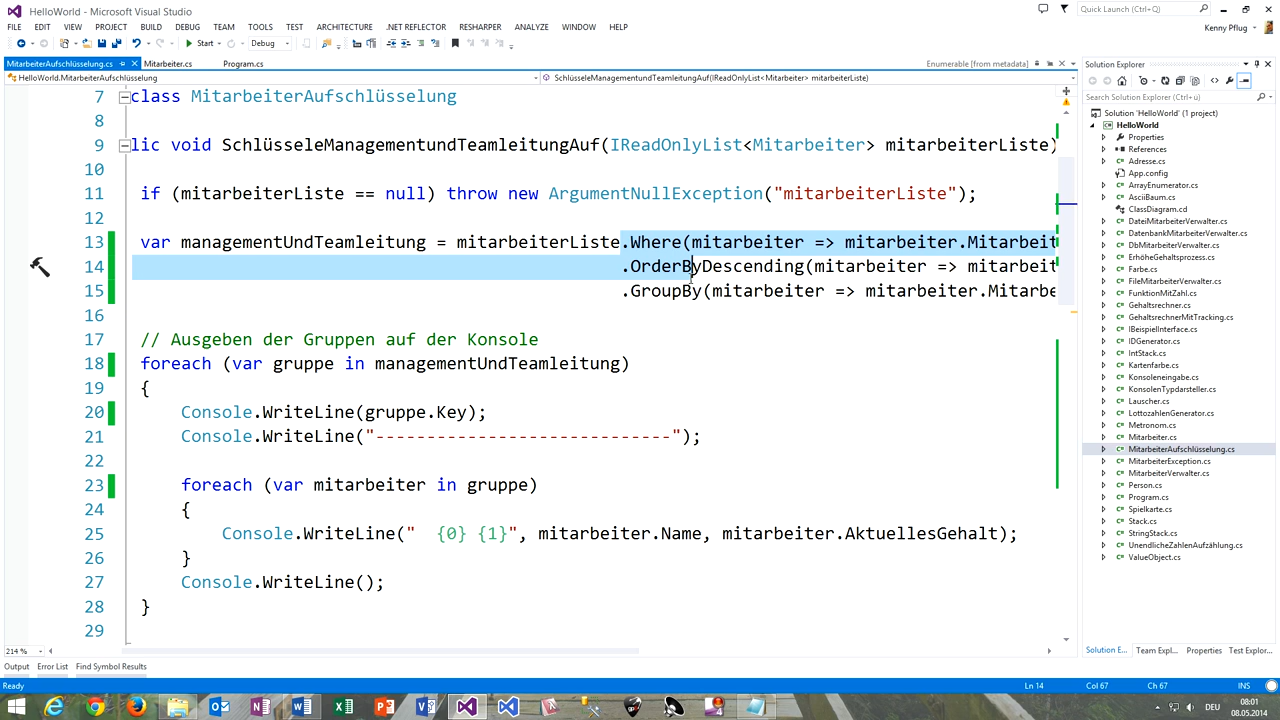 HelloWorld - Microsoft Visual Studio
Quick Launch (Ctrl+Q)
FILE EDIT VIEW PROJECT BUILD DEBUG TEAM TOOLS TEST ARCHITECTURE .NET REFLECTOR RESHARPER ANALYZE WINDOW HELP
Kenny Pflug
Start Debug
MitarbeiterAufschlüsselung.cs Mitarbeiter.cs Program.cs Enumerable [from metadata]
HelloWorld.MitarbeiterAufschlüsselung SchlüsseleManagementundTeamleitungAuf(IReadOnlyList<Mitarbeiter> mitarbeiterListe)
7 class MitarbeiterAufschlüsselung
8
9 lic void SchlüsseleManagementundTeamleitungAuf(IReadOnlyList<Mitarbeiter> mitarbeiterListe)
10
11 if (mitarbeiterListe == null) throw new ArgumentNullException("mitarbeiterListe");
12
13 var managementUndTeamleitung = mitarbeiterListe.Where(mitarbeiter => mitarbeiter.Mitarbeit
14 .OrderByDescending(mitarbeiter => mitarbeit
15 .GroupBy(mitarbeiter => mitarbeiter.Mitarbe
16
17 // Ausgeben der Gruppen auf der Konsole
18 foreach (var gruppe in managementUndTeamleitung)
19 {
20 Console.WriteLine(gruppe.Key);
21 Console.WriteLine("-----------------------------");
22
23 foreach (var mitarbeiter in gruppe)
24 {
25 Console.WriteLine("  {0} {1}", mitarbeiter.Name, mitarbeiter.AktuellesGehalt);
26 }
27 Console.WriteLine();
28 }
29
214 %
Solution Explorer
Search Solution Explorer (Ctrl+ü)
Solution 'HelloWorld' (1 project)
HelloWorld
Properties
References
Adresse.cs
App.config
ArrayEnumerator.cs
AsciiBaum.cs
ClassDiagram.cd
DateiMitarbeiterVerwalter.cs
DatenbankMitarbeiterVerwalter.cs
DbMitarbeiterVerwalter.cs
ErhöheGehaltsprozess.cs
Farbe.cs
FileMitarbeiterVerwalter.cs
FunktionMitZahl.cs
Gehaltsrechner.cs
GehaltsrechnerMitTracking.cs
IBeispielInterface.cs
IDGenerator.cs
IntStack.cs
Kartenfarbe.cs
Konsoleneingabe.cs
KonsolenTypdarsteller.cs
Lauscher.cs
LottozahlenGenerator.cs
Metronom.cs
Mitarbeiter.cs
MitarbeiterAufschlüsselung.cs
MitarbeiterException.cs
MitarbeiterVerwalter.cs
Person.cs
Program.cs
Spielkarte.cs
Stack.cs
StringStack.cs
UnendlicheZahlenAufzählung.cs
ValueObject.cs
Solution E... Team Expl... Properties Test Explor...
Output Error List Find Symbol Results
Ready Ln 14 Col 67 Ch 67 INS
DEU 08:01
08.05.2014